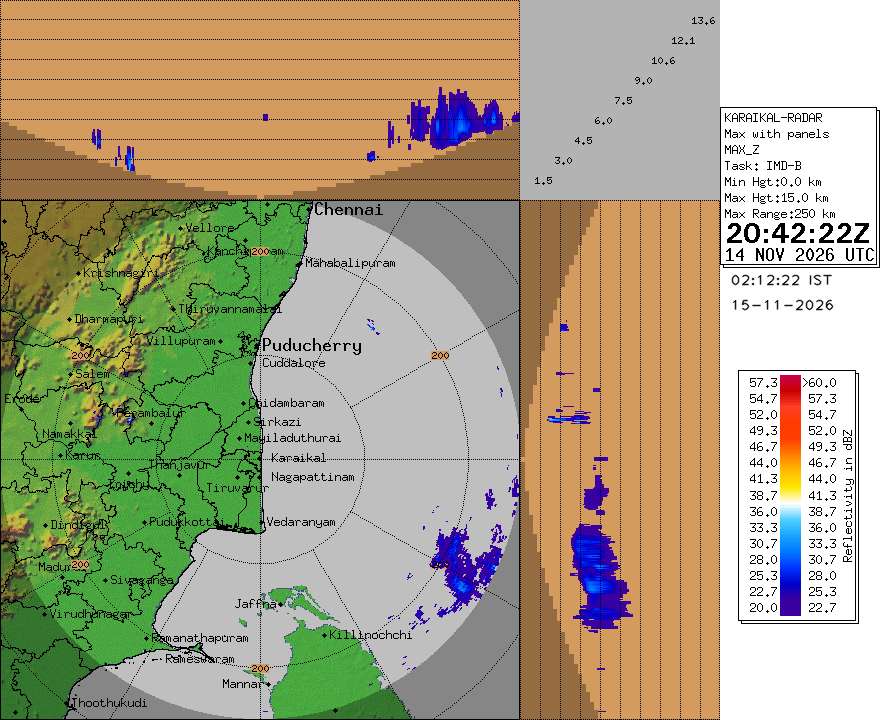 13.6
12.1
10.6
9.0
7.5
6.0
4.5
3.0
1.5
KARAIKAL-RADAR
Max with panels
MAX_Z
Task: IMD-B
Min Hgt:0.0 km
Max Hgt:15.0 km
Max Range:250 km
20:42:22Z
14 NOV 2026 UTC
02:12:22 IST
15-11-2026
Chennai
Vellore
200
Mahabalipuram
Krishnagiri
Thiruvannamalai
Dharmapuri
Villupuram
Puducherry
200
200
Cuddalore
Salem
Erode
Chidambaram
Perambalur
Sirkazi
Namakkal
Mayiladuthurai
Karur
Karaikal
Thanjavur
Nagapattinam
Tiruvarur
Dindigul
Pudukkottai
Vedaranyam
200
Madurai
Sivaganga
Jaffna
Virudhunagar
Killinochchi
Ramanathapuram
Rameswaram
200
Mannar
Thoothukudi
57.3 >60.0
54.7 57.3
52.0 54.7
49.3 52.0
46.7 49.3
44.0 46.7
41.3 44.0
38.7 41.3
36.0 38.7
33.3 36.0
30.7 33.3
28.0 30.7
25.3 28.0
22.7 25.3
20.0 22.7
Reflectivity in dBZ